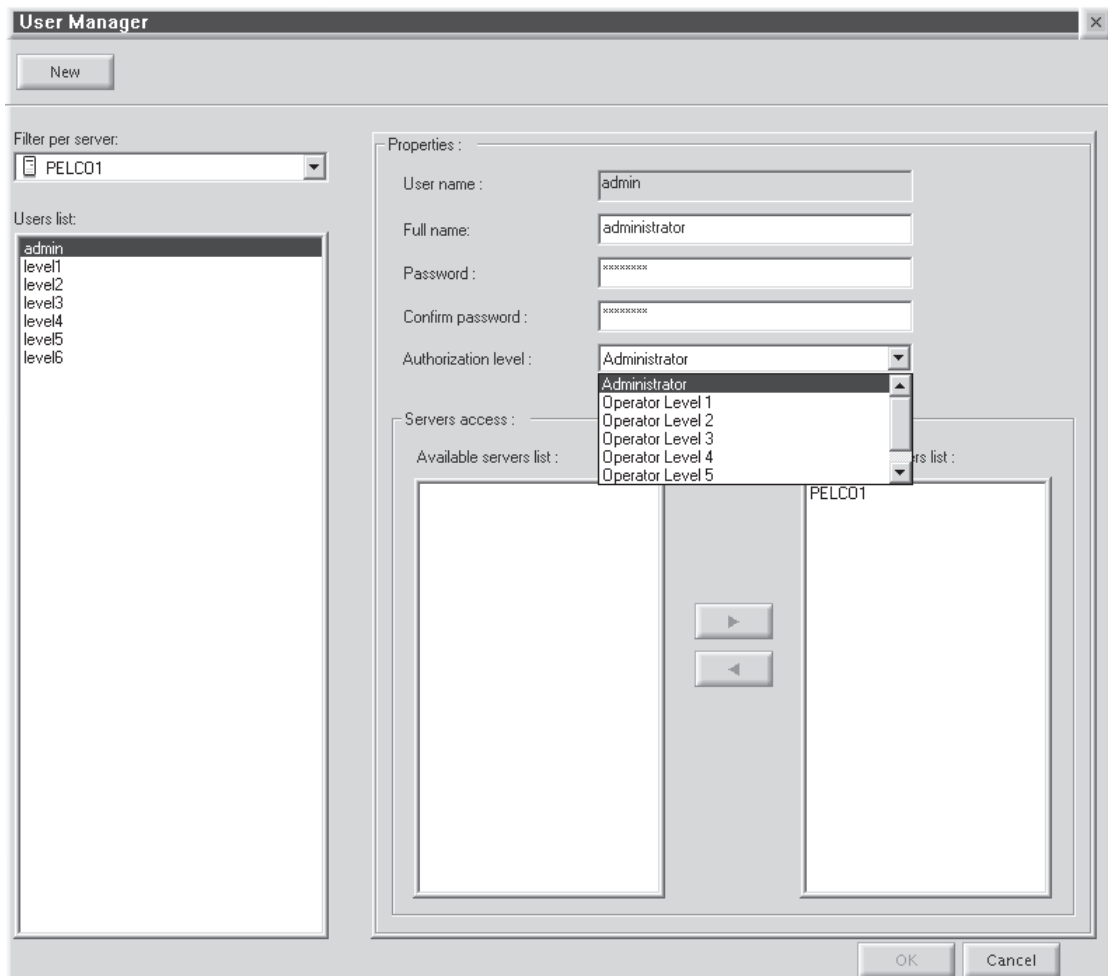 User Manager
New
Filter per server:
PELCO1
Users list:
admin
level1
level2
level3
level4
level5
level6
Properties :
User name :
admin
Full name:
administrator
Password :
××××××××
Confirm password :
××××××××
Authorization level :
Administrator
Administrator
Operator Level 1
Operator Level 2
Operator Level 3
Operator Level 4
Operator Level 5
Servers access :
Available servers list :
list :
PELCO1
OK
Cancel